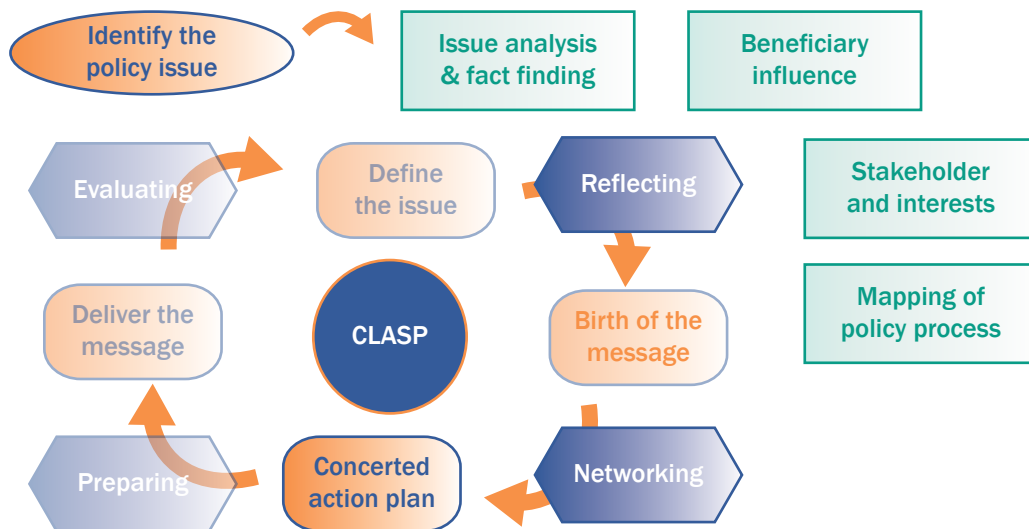 Identify the
policy issue
Issue analysis
& fact finding
Beneficiary
influence
Evaluating
Define
the issue
Reflecting
Stakeholder
and interests
Deliver the
message
CLASP
Birth of the
message
Mapping of
policy process
Preparing
Concerted
action plan
Networking